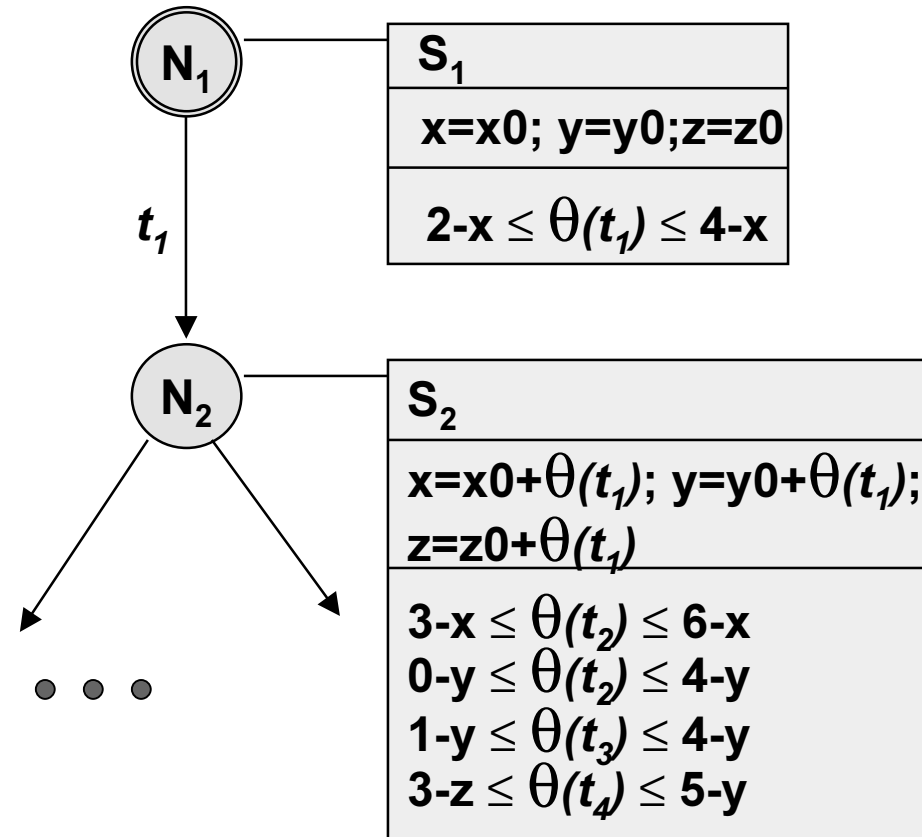 N₁
S₁
x=x0; y=y0;z=z0
t₁
2-x ≤ θ(t₁) ≤ 4-x
N₂
S₂
x=x0+θ(t₁); y=y0+θ(t₁);
z=z0+θ(t₁)
3-x ≤ θ(t₂) ≤ 6-x
0-y ≤ θ(t₂) ≤ 4-y
1-y ≤ θ(t₃) ≤ 4-y
3-z ≤ θ(t₄) ≤ 5-y